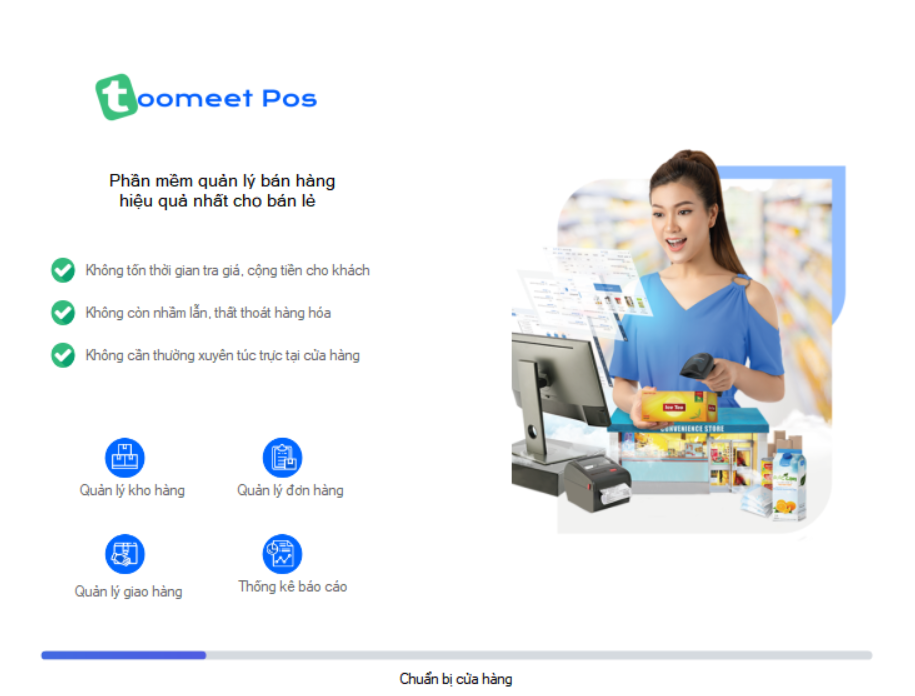 toomeet Pos
Phần mềm quản lý bán hàng
hiệu quả nhất cho bán lẻ
Không tốn thời gian tra giá, cộng tiền cho khách
Không còn nhầm lẫn, thất thoát hàng hóa
Không cần thường xuyên túc trực tại cửa hàng
Ice Tea
CONVENIENCE STORE
Quản lý kho hàng
Quản lý đơn hàng
Quản lý giao hàng
Thống kê báo cáo
Chuẩn bị cửa hàng